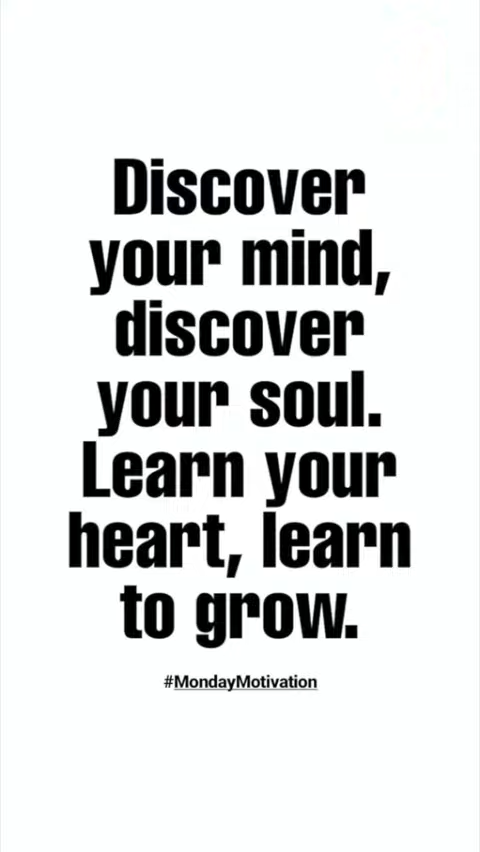 Discover
your mind,
discover
your soul.
Learn your
heart, learn
to grow.
#MondayMotivation